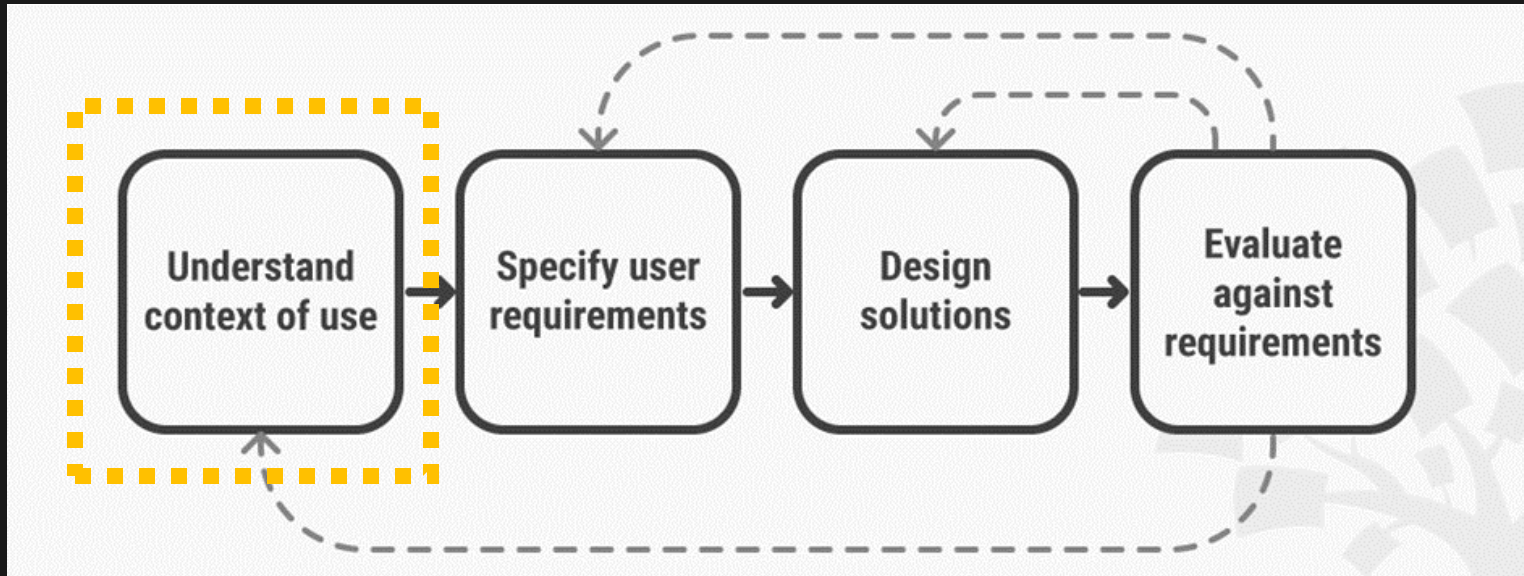 Understand
context of use
Specify user
requirements
Design
solutions
Evaluate
against
requirements